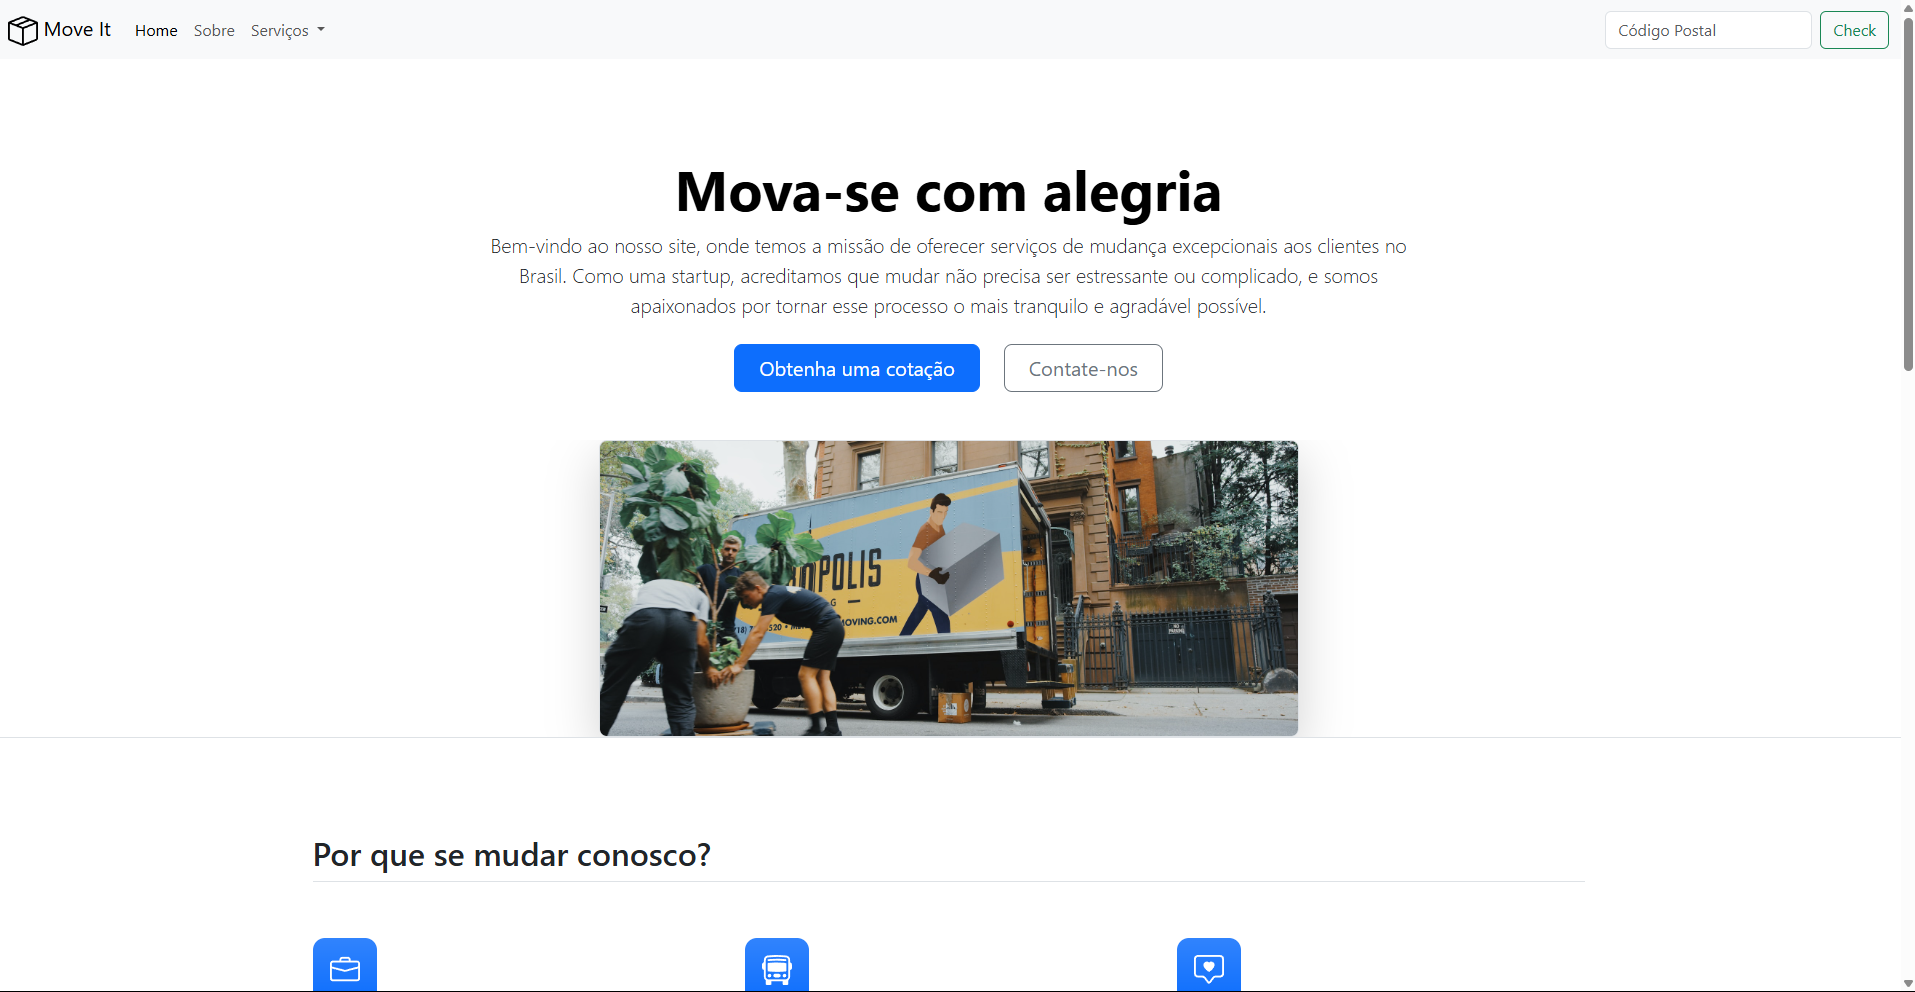 Move It
Home
Sobre
Serviços
Código Postal
Check
Mova-se com alegria
Bem-vindo ao nosso site, onde temos a missão de oferecer serviços de mudança excepcionais aos clientes no
Brasil. Como uma startup, acreditamos que mudar não precisa ser estressante ou complicado, e somos
apaixonados por tornar esse processo o mais tranquilo e agradável possível.
Obtenha uma cotação
Contate-nos
POLIS
MOVING.COM
NO
PARKING
Por que se mudar conosco?